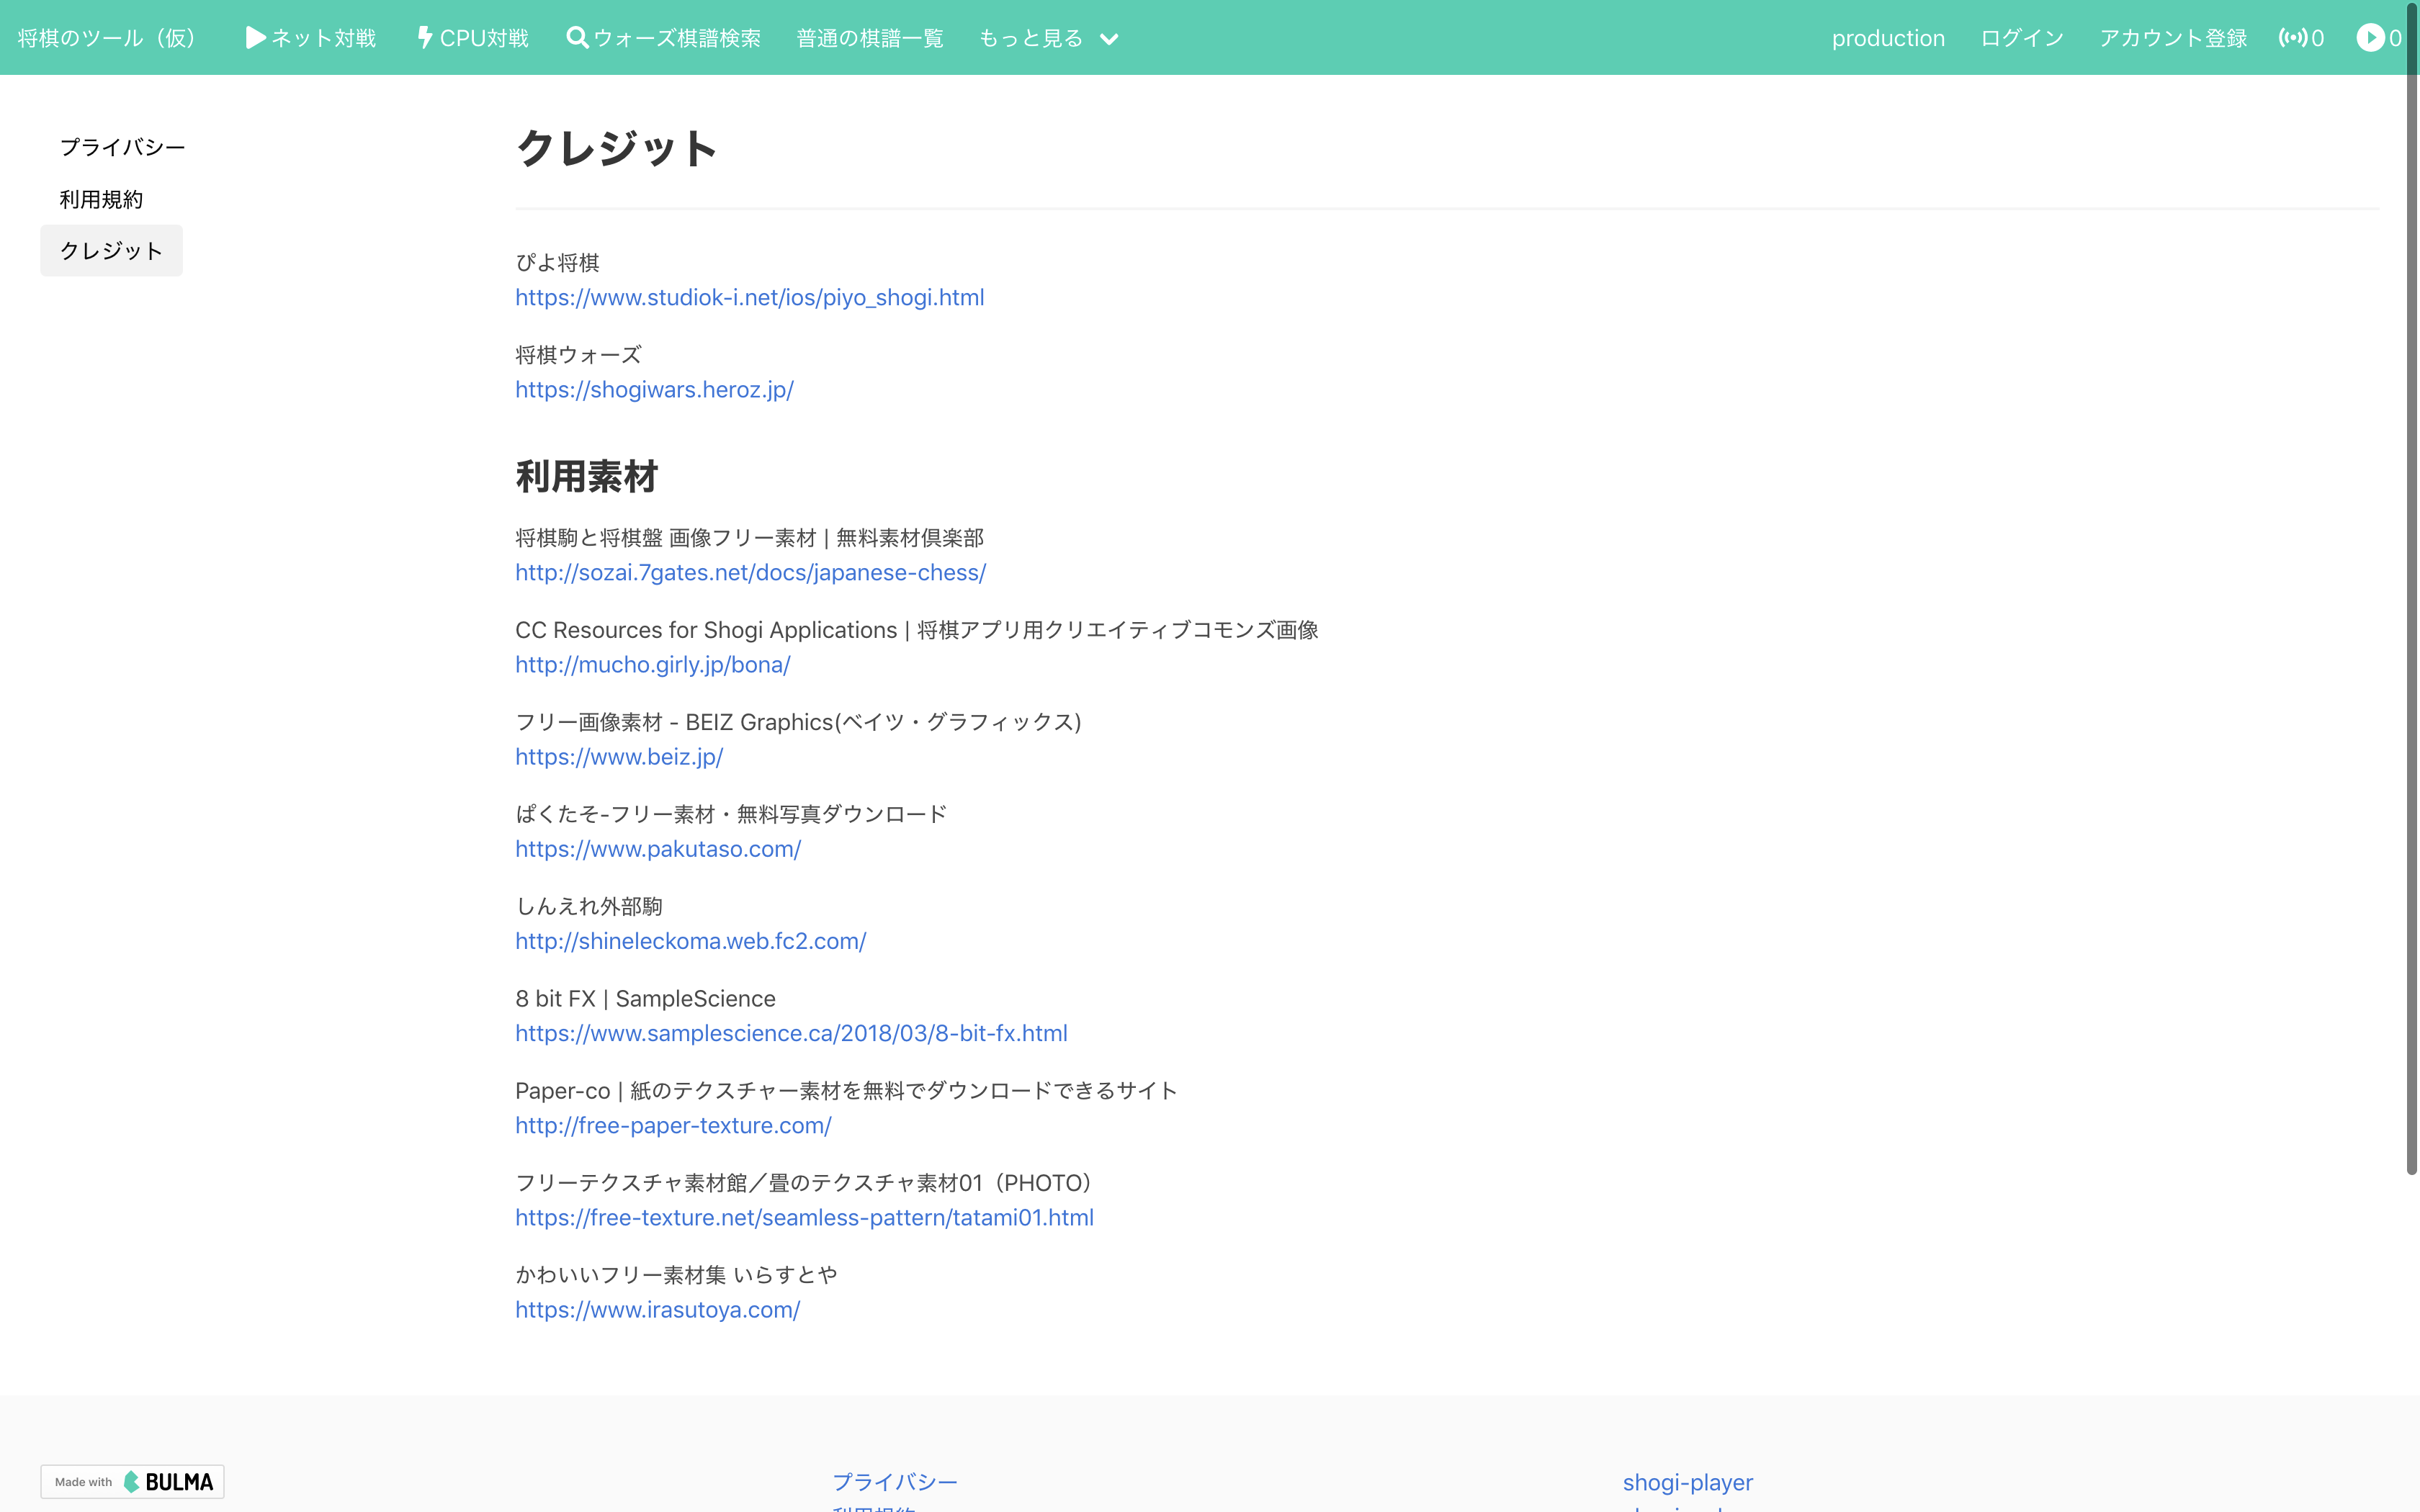 将棋のツール（仮） ネット対戦 CPU対戦 ウォーズ棋譜検索 普通の棋譜一覧 もっと見る production ログイン アカウント登録 0 0
プライバシー
利用規約
クレジット
クレジット
ぴよ将棋
https://www.studiok-i.net/ios/piyo_shogi.html
将棋ウォーズ
https://shogiwars.heroz.jp/
利用素材
将棋駒と将棋盤 画像フリー素材 | 無料素材倶楽部
http://sozai.7gates.net/docs/japanese-chess/
CC Resources for Shogi Applications | 将棋アプリ用クリエイティブコモンズ画像
http://mucho.girly.jp/bona/
フリー画像素材 - BEIZ Graphics(ベイツ・グラフィックス)
https://www.beiz.jp/
ぱくたそ-フリー素材・無料写真ダウンロード
https://www.pakutaso.com/
しんえれ外部駒
http://shineleckoma.web.fc2.com/
8 bit FX | SampleScience
https://www.samplescience.ca/2018/03/8-bit-fx.html
Paper-co | 紙のテクスチャー素材を無料でダウンロードできるサイト
http://free-paper-texture.com/
フリーテクスチャ素材館／畳のテクスチャ素材01（PHOTO）
https://free-texture.net/seamless-pattern/tatami01.html
かわいいフリー素材集 いらすとや
https://www.irasutoya.com/
Made with BULMA
プライバシー
shogi-player